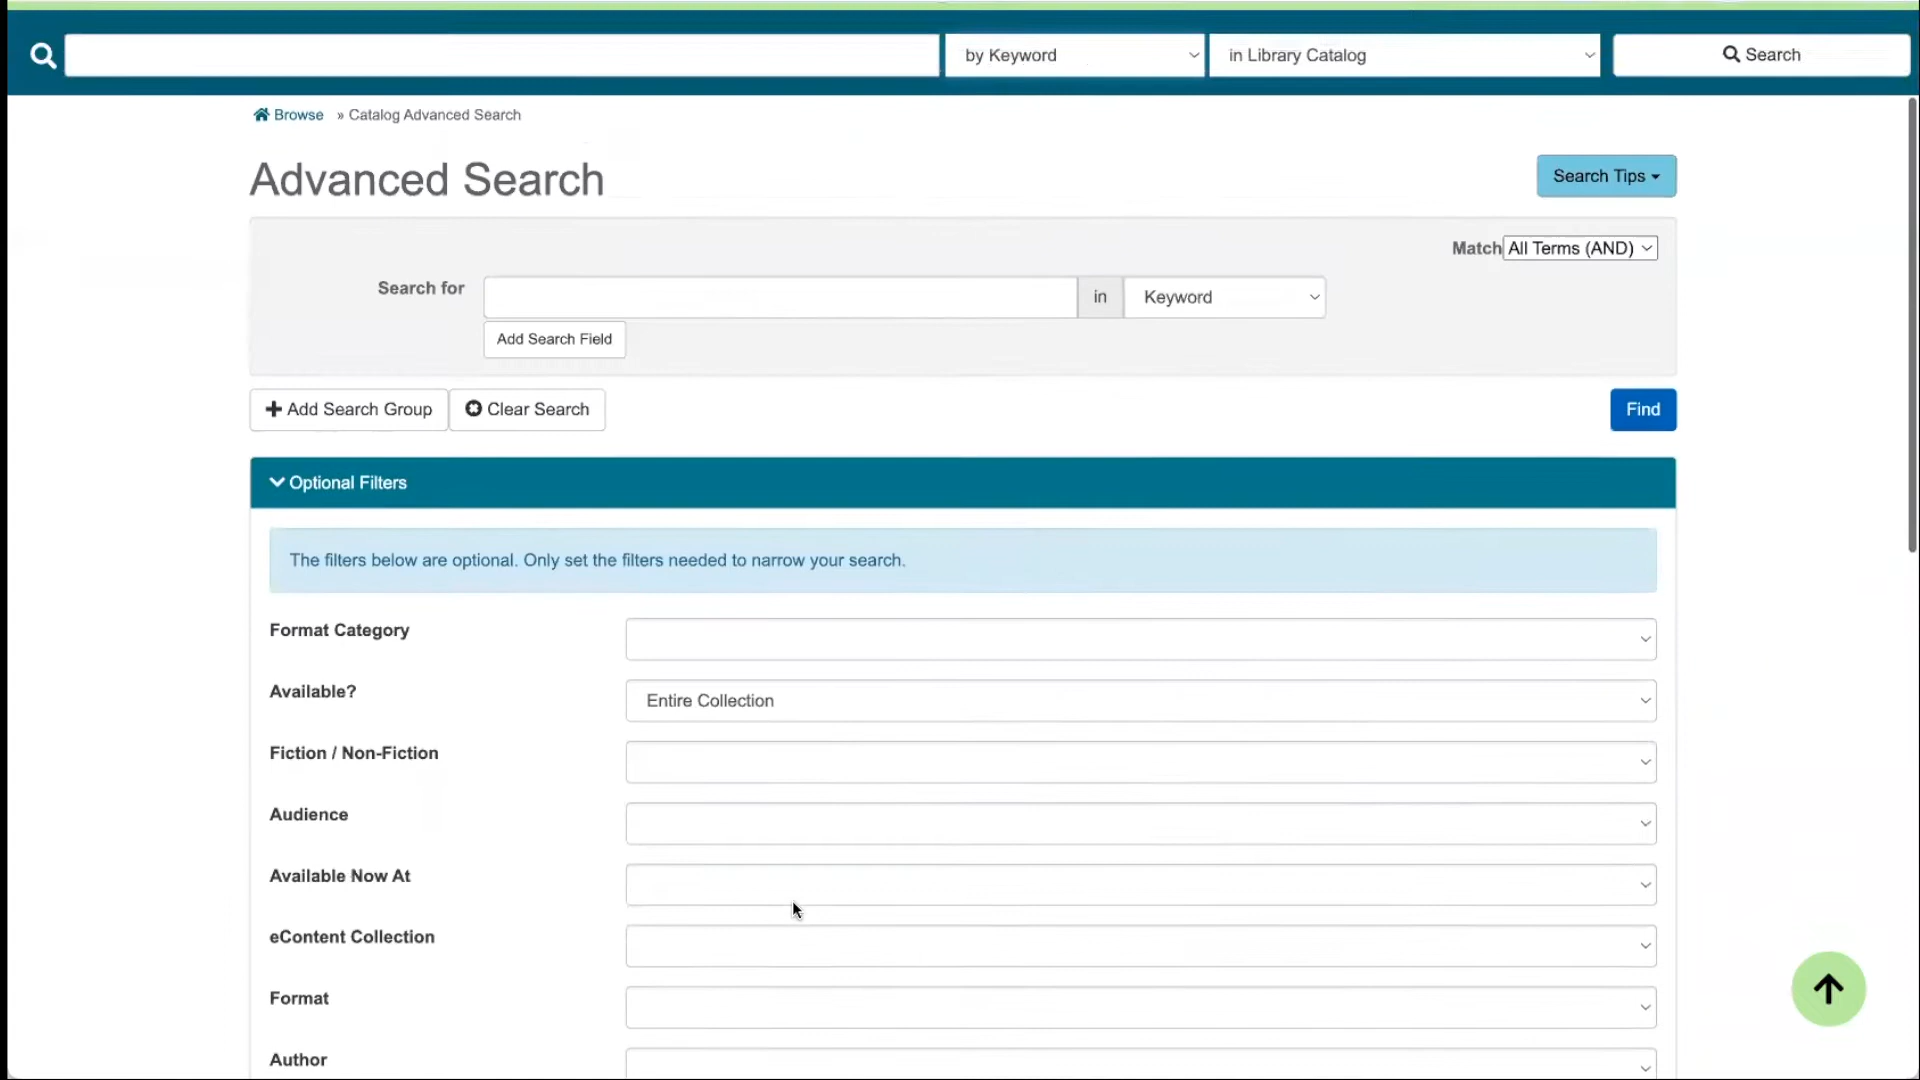 by Keyword
in Library Catalog
Search
Browse » Catalog Advanced Search
Advanced Search
Search Tips
Match All Terms (AND)
Search for
in
Keyword
Add Search Field
Add Search Group
Clear Search
Find
Optional Filters
The filters below are optional. Only set the filters needed to narrow your search.
Format Category
Available?
Entire Collection
Fiction / Non-Fiction
Audience
Available Now At
eContent Collection
Format
Author